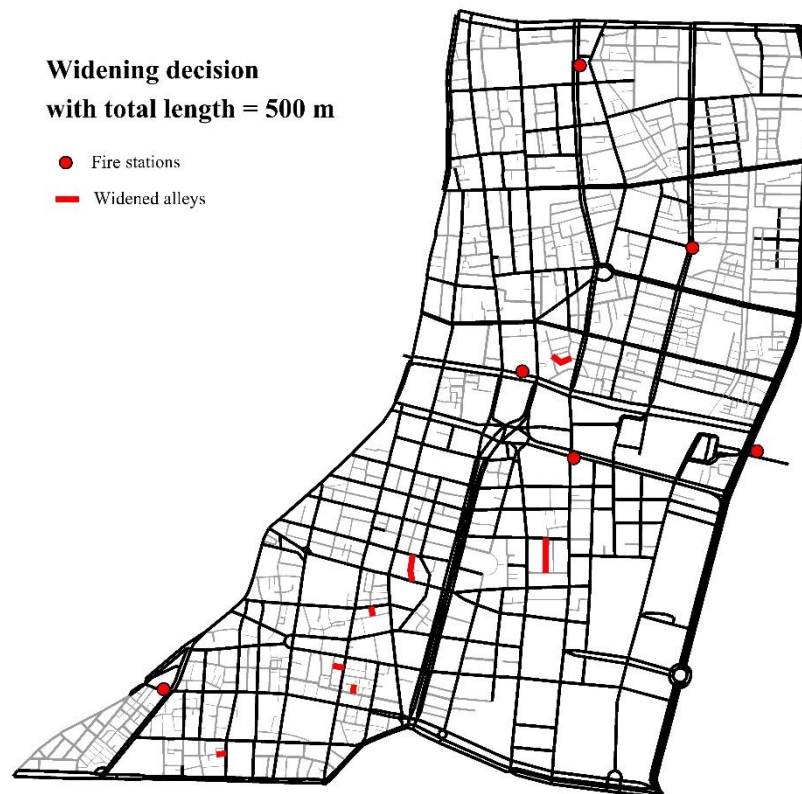 Widening decision
with total length = 500 m
Fire stations
Widened alleys